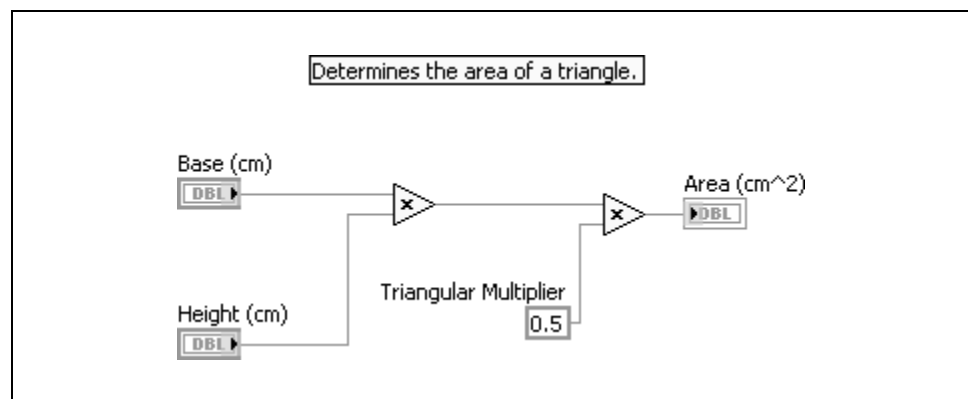 Determines the area of a triangle.
Base (cm)
DBL
x
x
Area (cm^2)
DBL
Triangular Multiplier
0.5
Height (cm)
DBL